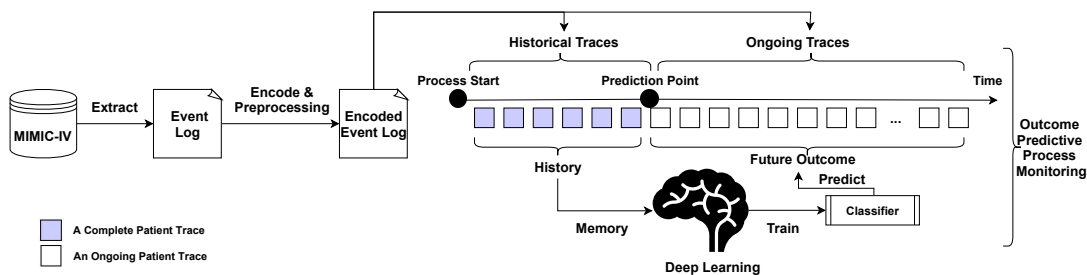 Historical Traces
Ongoing Traces
Process Start
Prediction Point
Time
MIMIC-IV
Extract
Event
Log
Encode &
Preprocessing
Encoded
Event Log
...
History
Future Outcome
Outcome
Predictive
Process
Monitoring
Predict
Classifier
Memory
Train
Deep Learning
A Complete Patient Trace
An Ongoing Patient Trace